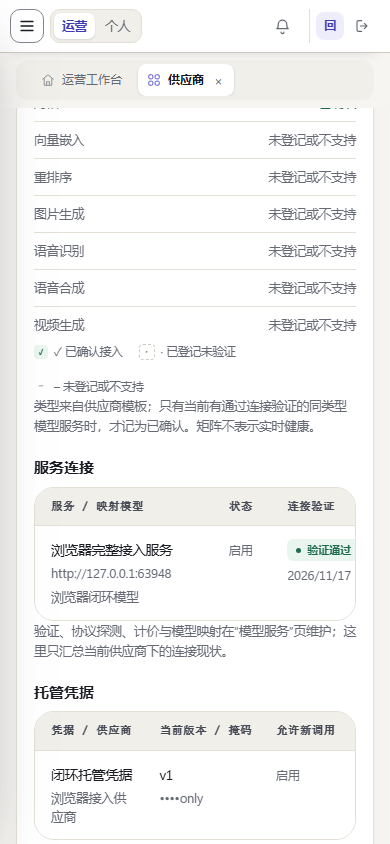 运营 个人 回
运营工作台 供应商 ×
向量嵌入 未登记或不支持
重排序 未登记或不支持
图片生成 未登记或不支持
语音识别 未登记或不支持
语音合成 未登记或不支持
视频生成 未登记或不支持
✓ ✓ 已确认接入 · · 已登记未验证
– – 未登记或不支持
类型来自供应商模板；只有当前有通过连接验证的同类型
模型服务时，才记为已确认。矩阵不表示实时健康。
服务连接
服务 / 映射模型 状态 连接验证
浏览器完整接入服务 启用 验证通过
http://127.0.0.1:63948 2026/11/17
浏览器闭环模型
验证、协议探测、计价与模型映射在“模型服务”页维护；这
里只汇总当前供应商下的连接现状。
托管凭据
凭据 / 供应商 当前版本 / 掩码 允许新调用
闭环托管凭据 v1 启用
浏览器接入供 ••••only
应商